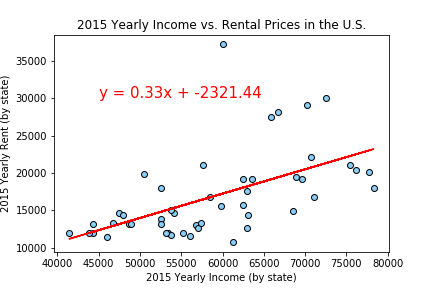 2015 Yearly Income vs. Rental Prices in the U.S.
35000
30000
25000
20000
15000
10000
2015 Yearly Rent (by state)
y = 0.33x + -2321.44
40000 45000 50000 55000 60000 65000 70000 75000 80000
2015 Yearly Income (by state)